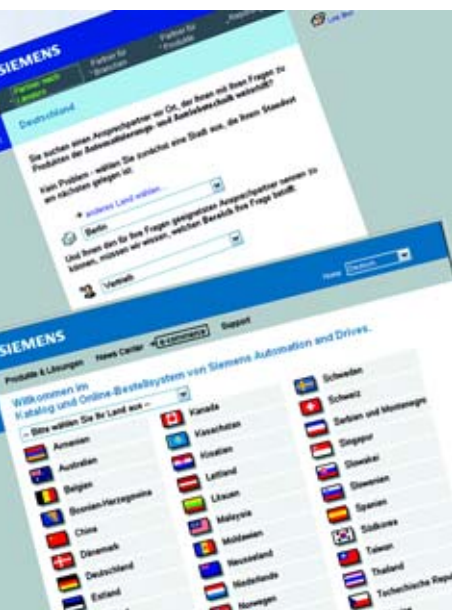 SIEMENS
Partner nach Ländern
Partner für Branchen
Partner für Produkte
Deutschland
Sie suchen einen Ansprechpartner vor Ort, der Ihnen mit Ihren Fragen zu
Produkten der Automatisierungs- und Antriebstechnik weiterhilft?
Kein Problem - wählen Sie zunächst eine Stadt aus, die Ihrem Standort
am nächsten gelegen ist:
anderes Land wählen...
Berlin
Und Ihnen den für Ihre Fragen geeignetsten Ansprechpartner nennen zu
können, müssen wir wissen, welchen Bereich Ihre Frage betrifft:
Vertrieb
SIEMENS
Home
Deutsch
Produkte & Lösungen News Center e-commerce Support
Willkommen im
Katalog und Online-Bestellsystem von Siemens Automation and Drives.
-- Bitte wählen Sie Ihr Land aus --
Armenien
Australien
Belgien
Bosnien-Herzegowina
China
Dänemark
Deutschland
Estland
Kanada
Kasachstan
Kroatien
Lettland
Litauen
Malaysia
Moldawien
Neuseeland
Niederlande
Norwegen
Schweden
Schweiz
Serbien und Montenegro
Singapur
Slowakei
Slowenien
Spanien
Südkorea
Taiwan
Thailand
Tschechische Repu